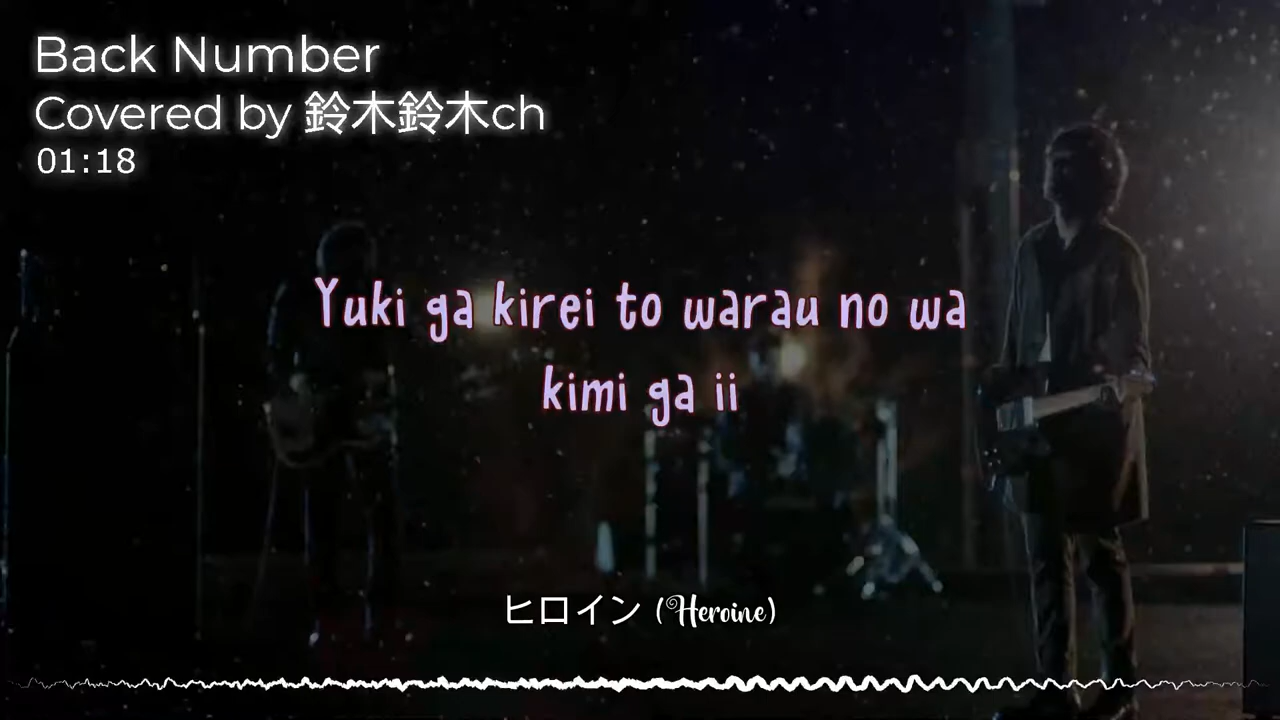 Back Number
Covered by 鈴木鈴木ch
01:18
Yuki ga kirei to warau no wa
kimi ga ii
ヒロイン (Heroine)